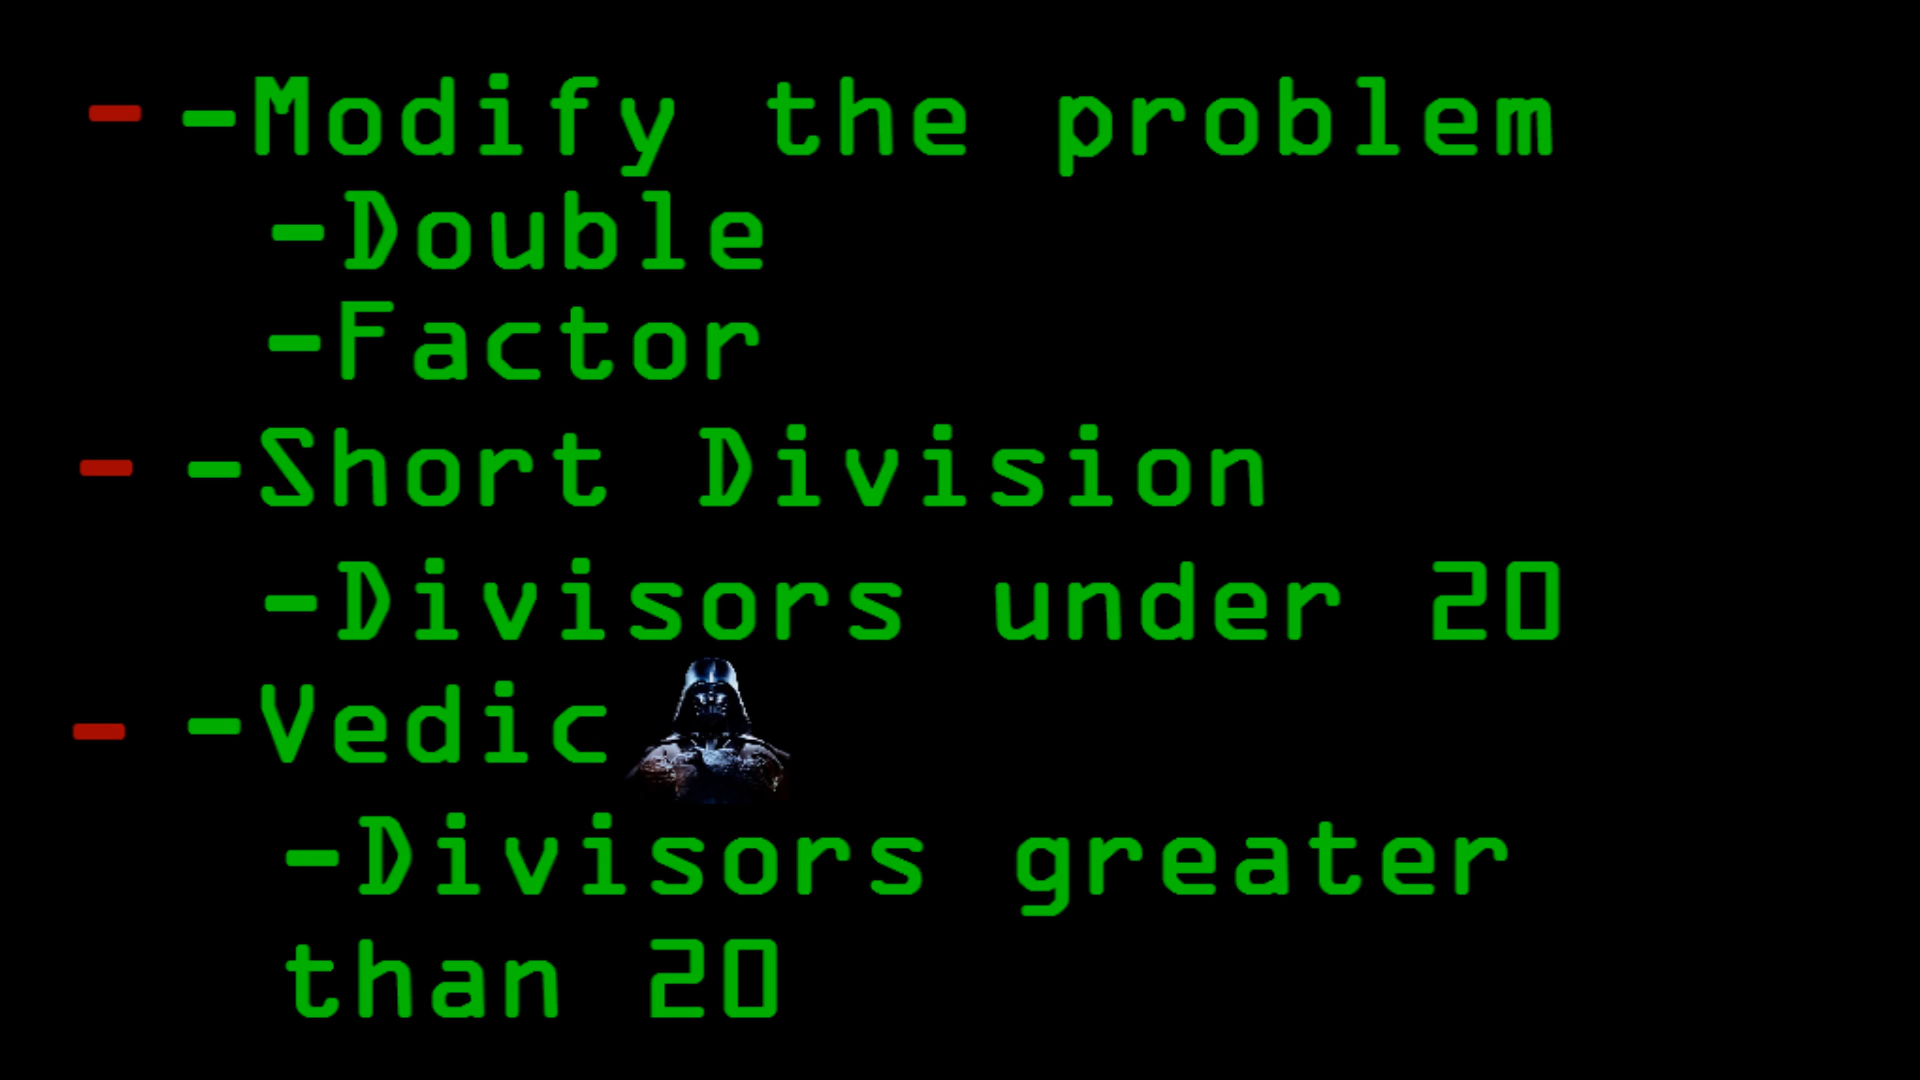 - -Modify the problem
-Double
-Factor
- -Short Division
-Divisors under 20
- -Vedic
-Divisors greater
than 20